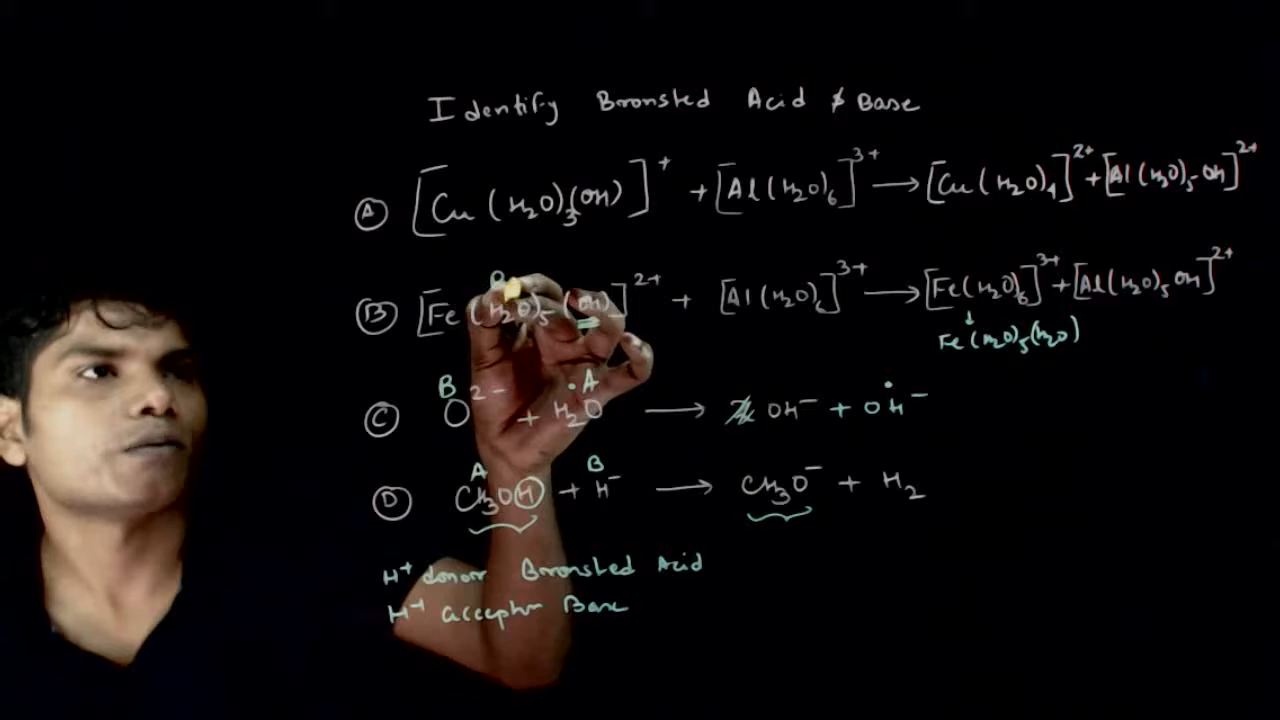 Identify Bronsted Acid & Base
A [Cu(H₂O)₃(OH)]⁺ + [Al(H₂O)₆]³⁺ → [Cu(H₂O)₄]²⁺ + [Al(H₂O)₅OH]²⁺
B [Fe(H₂O)₅(OH)]²⁺ + [Al(H₂O)₆]³⁺ → [Fe(H₂O)₆]³⁺ + [Al(H₂O)₅OH]²⁺
↓
Fe(H₂O)₅(H₂O)
B A
C O²⁻ + H₂O → OH⁻ + OH⁻
A B
D CH₃OH + H⁻ → CH₃O⁻ + H₂
H⁺ donor Bronsted Acid
H⁺ acceptor Base